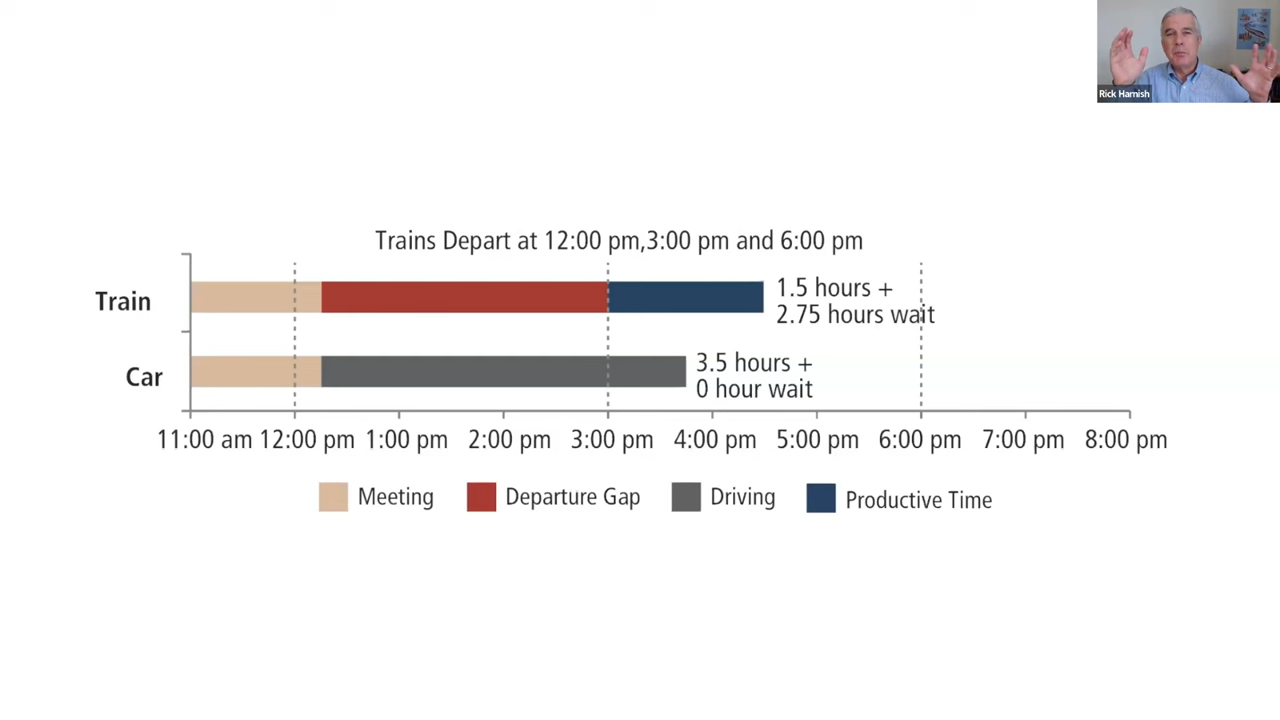 Rick Harnish
Trains Depart at 12:00 pm,3:00 pm and 6:00 pm
Train
1.5 hours +
2.75 hours wait
Car
3.5 hours +
0 hour wait
11:00 am 12:00 pm 1:00 pm 2:00 pm 3:00 pm 4:00 pm 5:00 pm 6:00 pm 7:00 pm 8:00 pm
Meeting Departure Gap Driving Productive Time